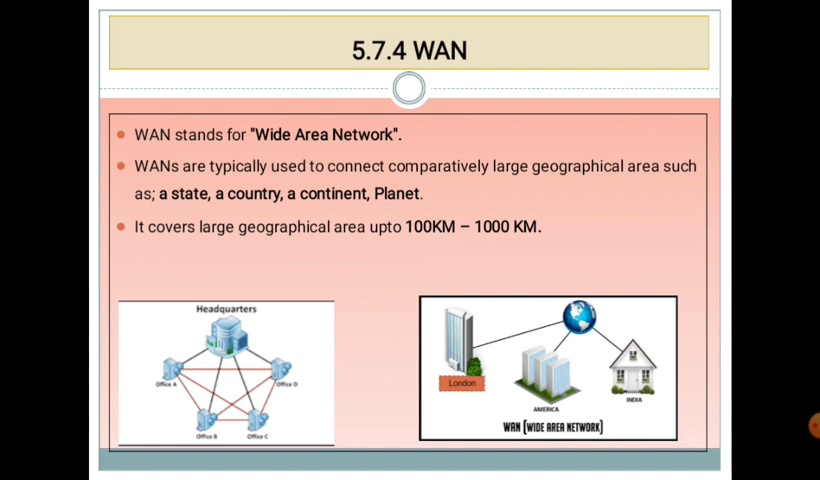 5.7.4 WAN
WAN stands for "Wide Area Network".
WANs are typically used to connect comparatively large geographical area such
as; a state, a country, a continent, Planet.
It covers large geographical area upto 100KM – 1000 KM.
Headquarters
Office A
Office D
Office B
Office C
London
AMERICA
INDIA
WAN (WIDE AREA NETWORK)